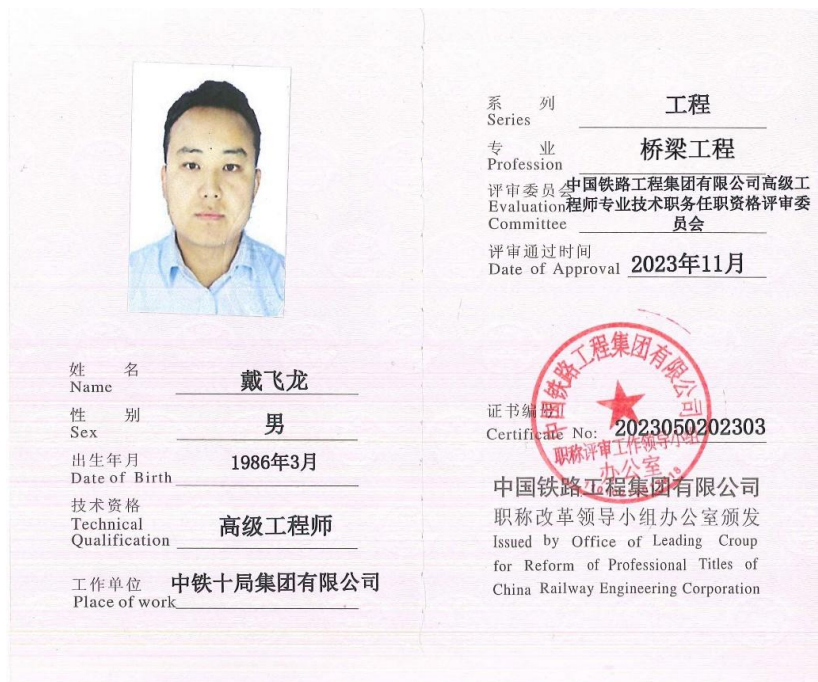 姓 名
Name 戴飞龙
性 别
Sex 男
出生年月
Date of Birth 1986年3月
技术资格
Technical
Qualification 高级工程师
工作单位
Place of work 中铁十局集团有限公司
系 列
Series 工程
专 业
Profession 桥梁工程
评审委员会
Evaluation
Committee
中国铁路工程集团有限公司高级工
程师专业技术职务任职资格评审委
员会
评审通过时间
Date of Approval 2023年11月
中国铁路工程集团有限公司
职称评审工作领导小组
办公室
证书编号
Certificate No: 2023050202303
中国铁路工程集团有限公司
职称改革领导小组办公室颁发
Issued by Office of Leading Croup
for Reform of Professional Titles of
China Railway Engineering Corporation